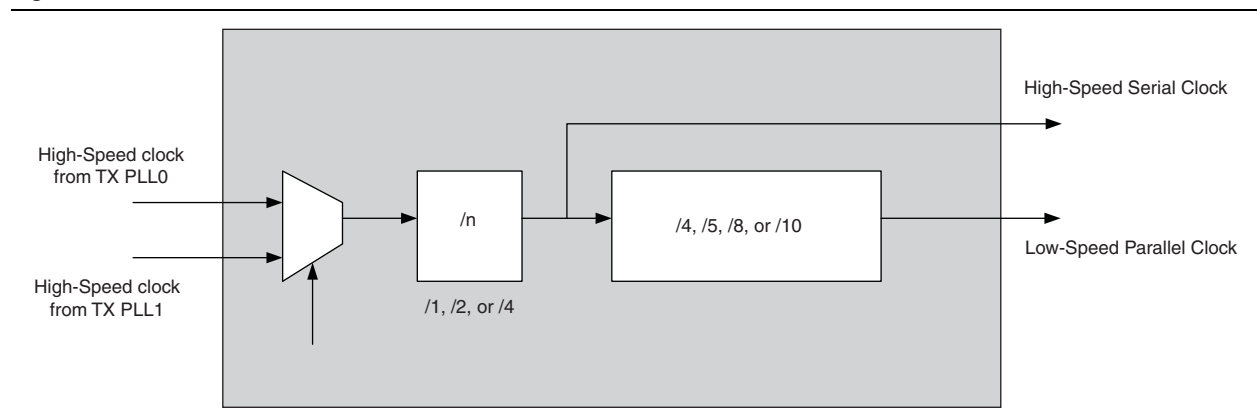 High-Speed Serial Clock
High-Speed clock
from TX PLL0
/n
/4, /5, /8, or /10
Low-Speed Parallel Clock
High-Speed clock
from TX PLL1
/1, /2, or /4